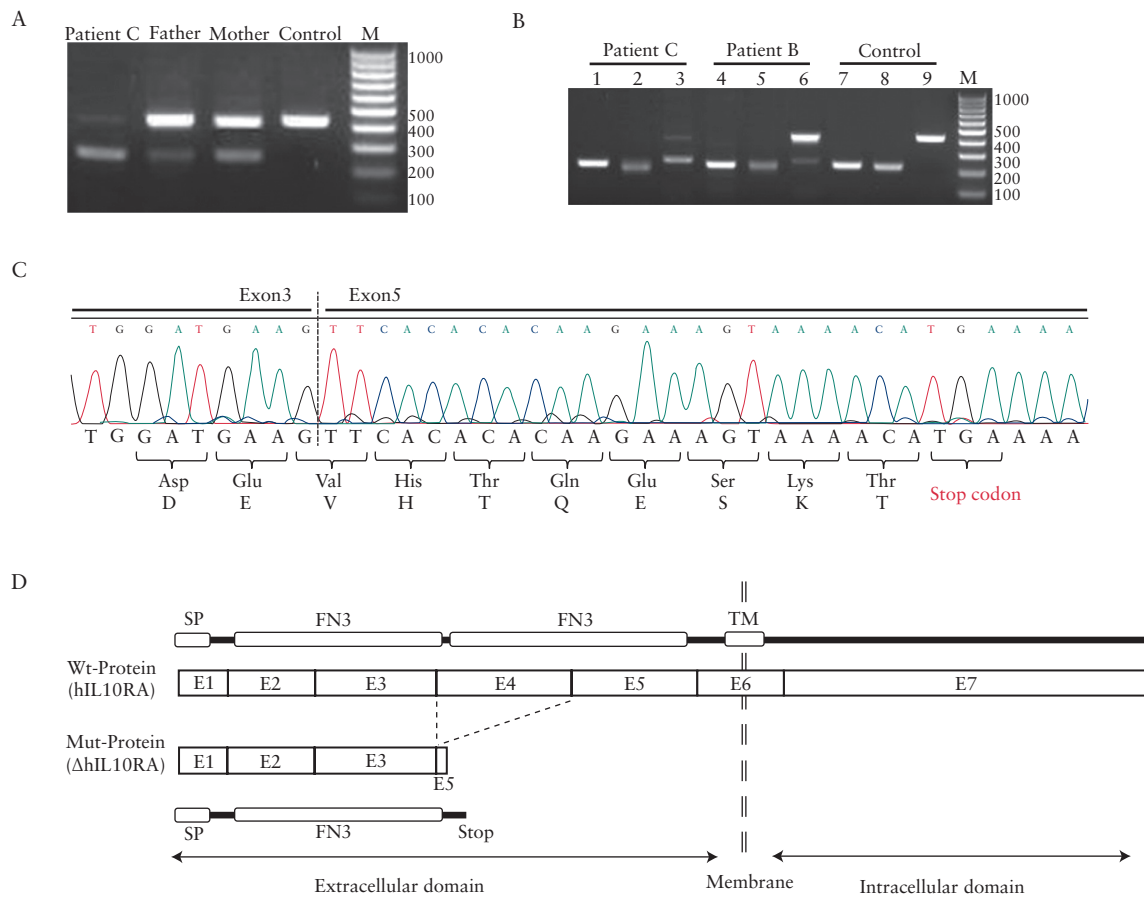 A
Patient C Father Mother Control M
1000
500
400
300
200
100
B
Patient C Patient B Control
1 2 3 4 5 6 7 8 9 M
1000
500
400
300
200
100
C
Exon3 Exon5
T G G A T G A A G T T C A C A C A C A A G A A A G T A A A A C A T G A A A A
T G G A T G A A G T T C A C A C A C A A G A A A G T A A A A C A T G A A A A
Asp Glu Val His Thr Gln Glu Ser Lys Thr Stop codon
D E V H T Q E S K T
D
SP FN3 FN3 TM
Wt-Protein
(hIL10RA)
E1 E2 E3 E4 E5 E6 E7
Mut-Protein
(ΔhIL10RA)
E1 E2 E3
E5
SP FN3 Stop
Extracellular domain Membrane Intracellular domain